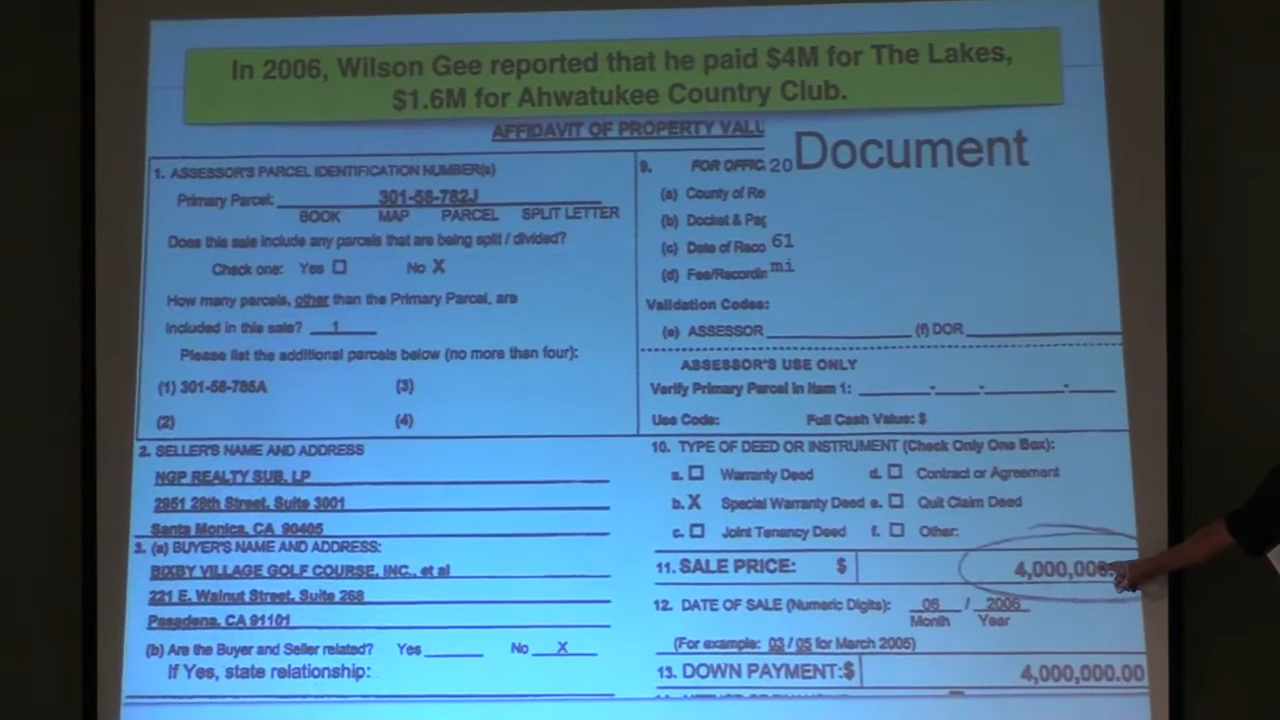 In 2006, Wilson Gee reported that he paid $4M for The Lakes,
$1.6M for Ahwatukee Country Club.
AFFIDAVIT OF PROPERTY VALU
Document
1. ASSESSOR'S PARCEL IDENTIFICATION NUMBER(s)
Primary Parcel: 301-58-782J
BOOK MAP PARCEL SPLIT LETTER
Does this sale include any parcels that are being split / divided?
Check one: Yes No X
How many parcels, other than the Primary Parcel, are
included in this sale? 1
Please list the additional parcels below (no more than four):
(1) 301-58-785A (3)
(2) (4)
2. SELLER'S NAME AND ADDRESS
NGP REALTY SUB, LP
2951 28th Street, Suite 3001
Santa Monica, CA 90405
3. (a) BUYER'S NAME AND ADDRESS:
BIXBY VILLAGE GOLF COURSE, INC., et al
221 E. Walnut Street, Suite 268
Pasadena, CA 91101
(b) Are the Buyer and Seller related? Yes No X
If Yes, state relationship:
9. FOR OFFIC 20
(a) County of Re
(b) Docket & Pag
(c) Date of Reco 61
(d) Fee/Recordin mi
Validation Codes:
(e) ASSESSOR (f) DOR
ASSESSOR'S USE ONLY
Verify Primary Parcel in Item 1: - - -
Use Code: Full Cash Value: $
10. TYPE OF DEED OR INSTRUMENT (Check Only One Box):
a. Warranty Deed d. Contract or Agreement
b. X Special Warranty Deed e. Quit Claim Deed
c. Joint Tenancy Deed f. Other:
11. SALE PRICE: $ 4,000,000
12. DATE OF SALE (Numeric Digits): 06 / 2006
Month Year
(For example: 03 / 05 for March 2005)
13. DOWN PAYMENT: $ 4,000,000.00